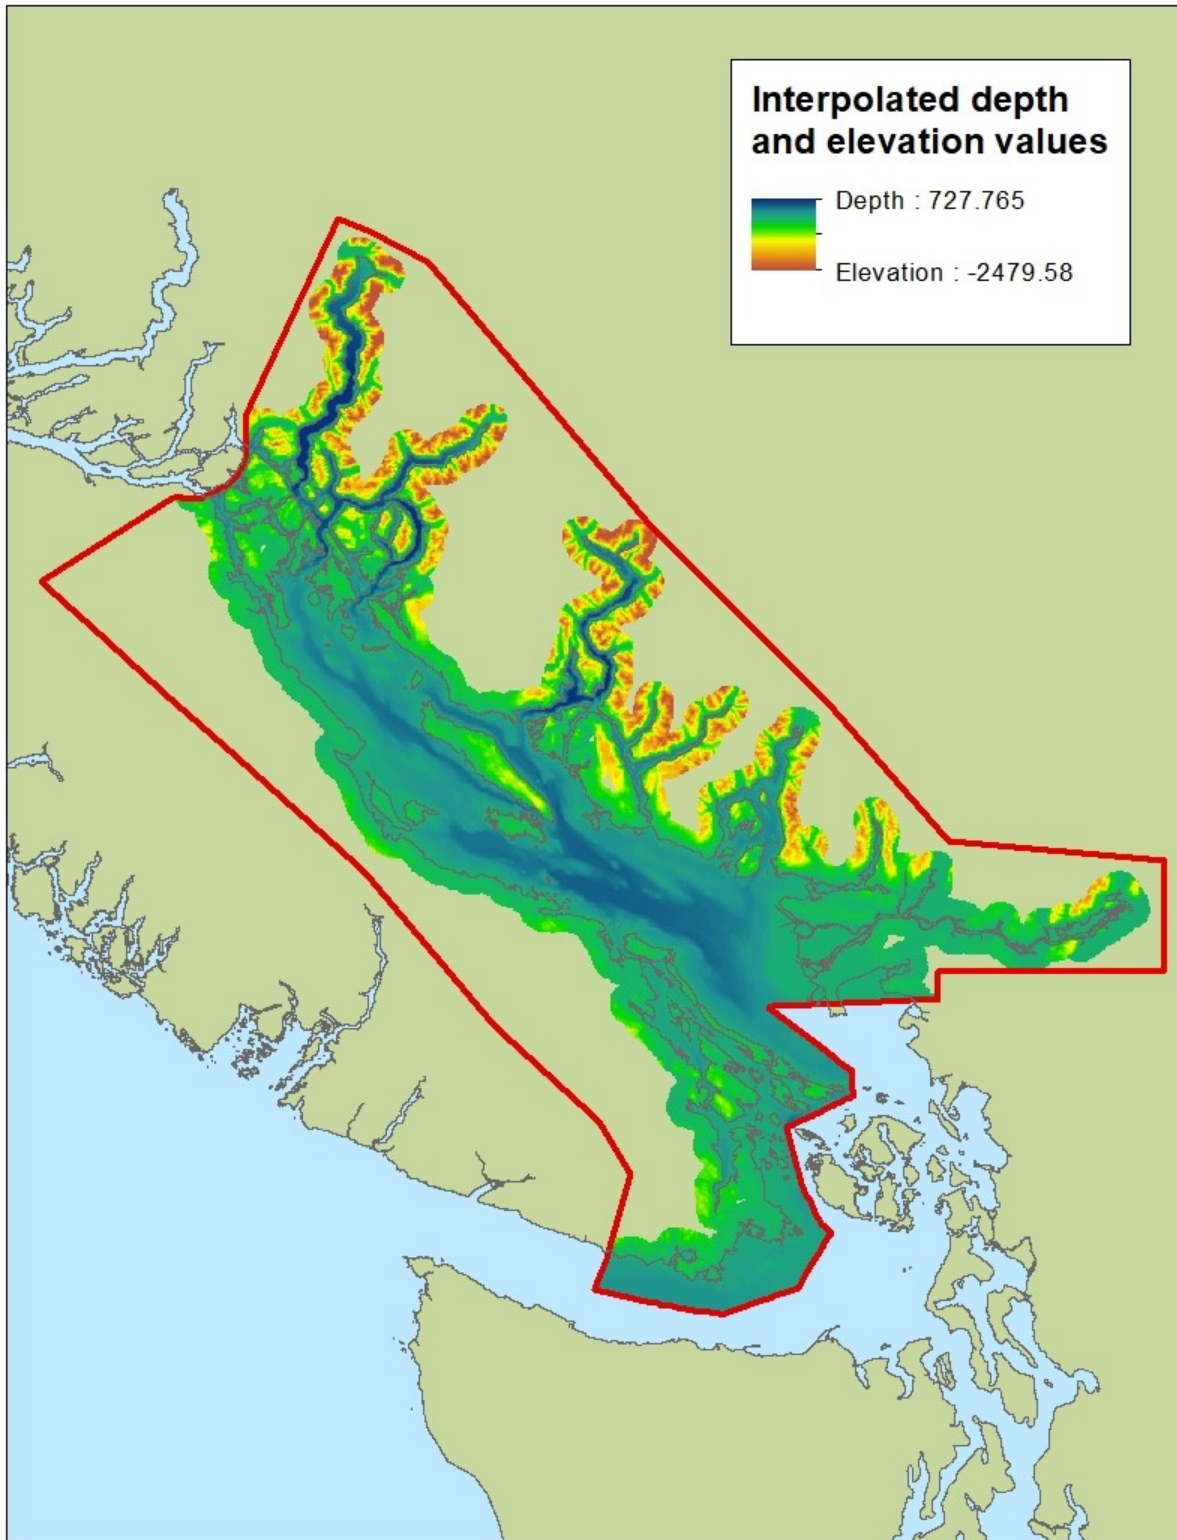 Interpolated depth
and elevation values
Depth : 727.765
Elevation : -2479.58